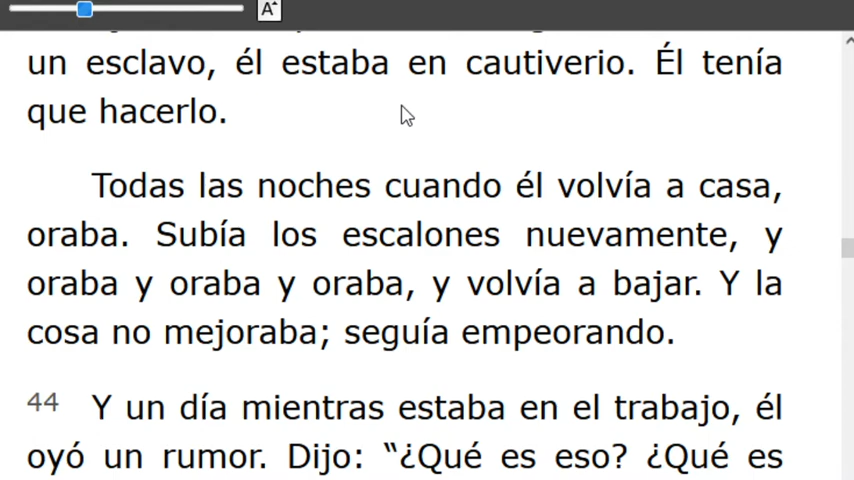 A
un esclavo, él estaba en cautiverio. Él tenía
que hacerlo.
Todas las noches cuando él volvía a casa,
oraba. Subía los escalones nuevamente, y
oraba y oraba y oraba, y volvía a bajar. Y la
cosa no mejoraba; seguía empeorando.
44 Y un día mientras estaba en el trabajo, él
oyó un rumor. Dijo: “¿Qué es eso? ¿Qué es